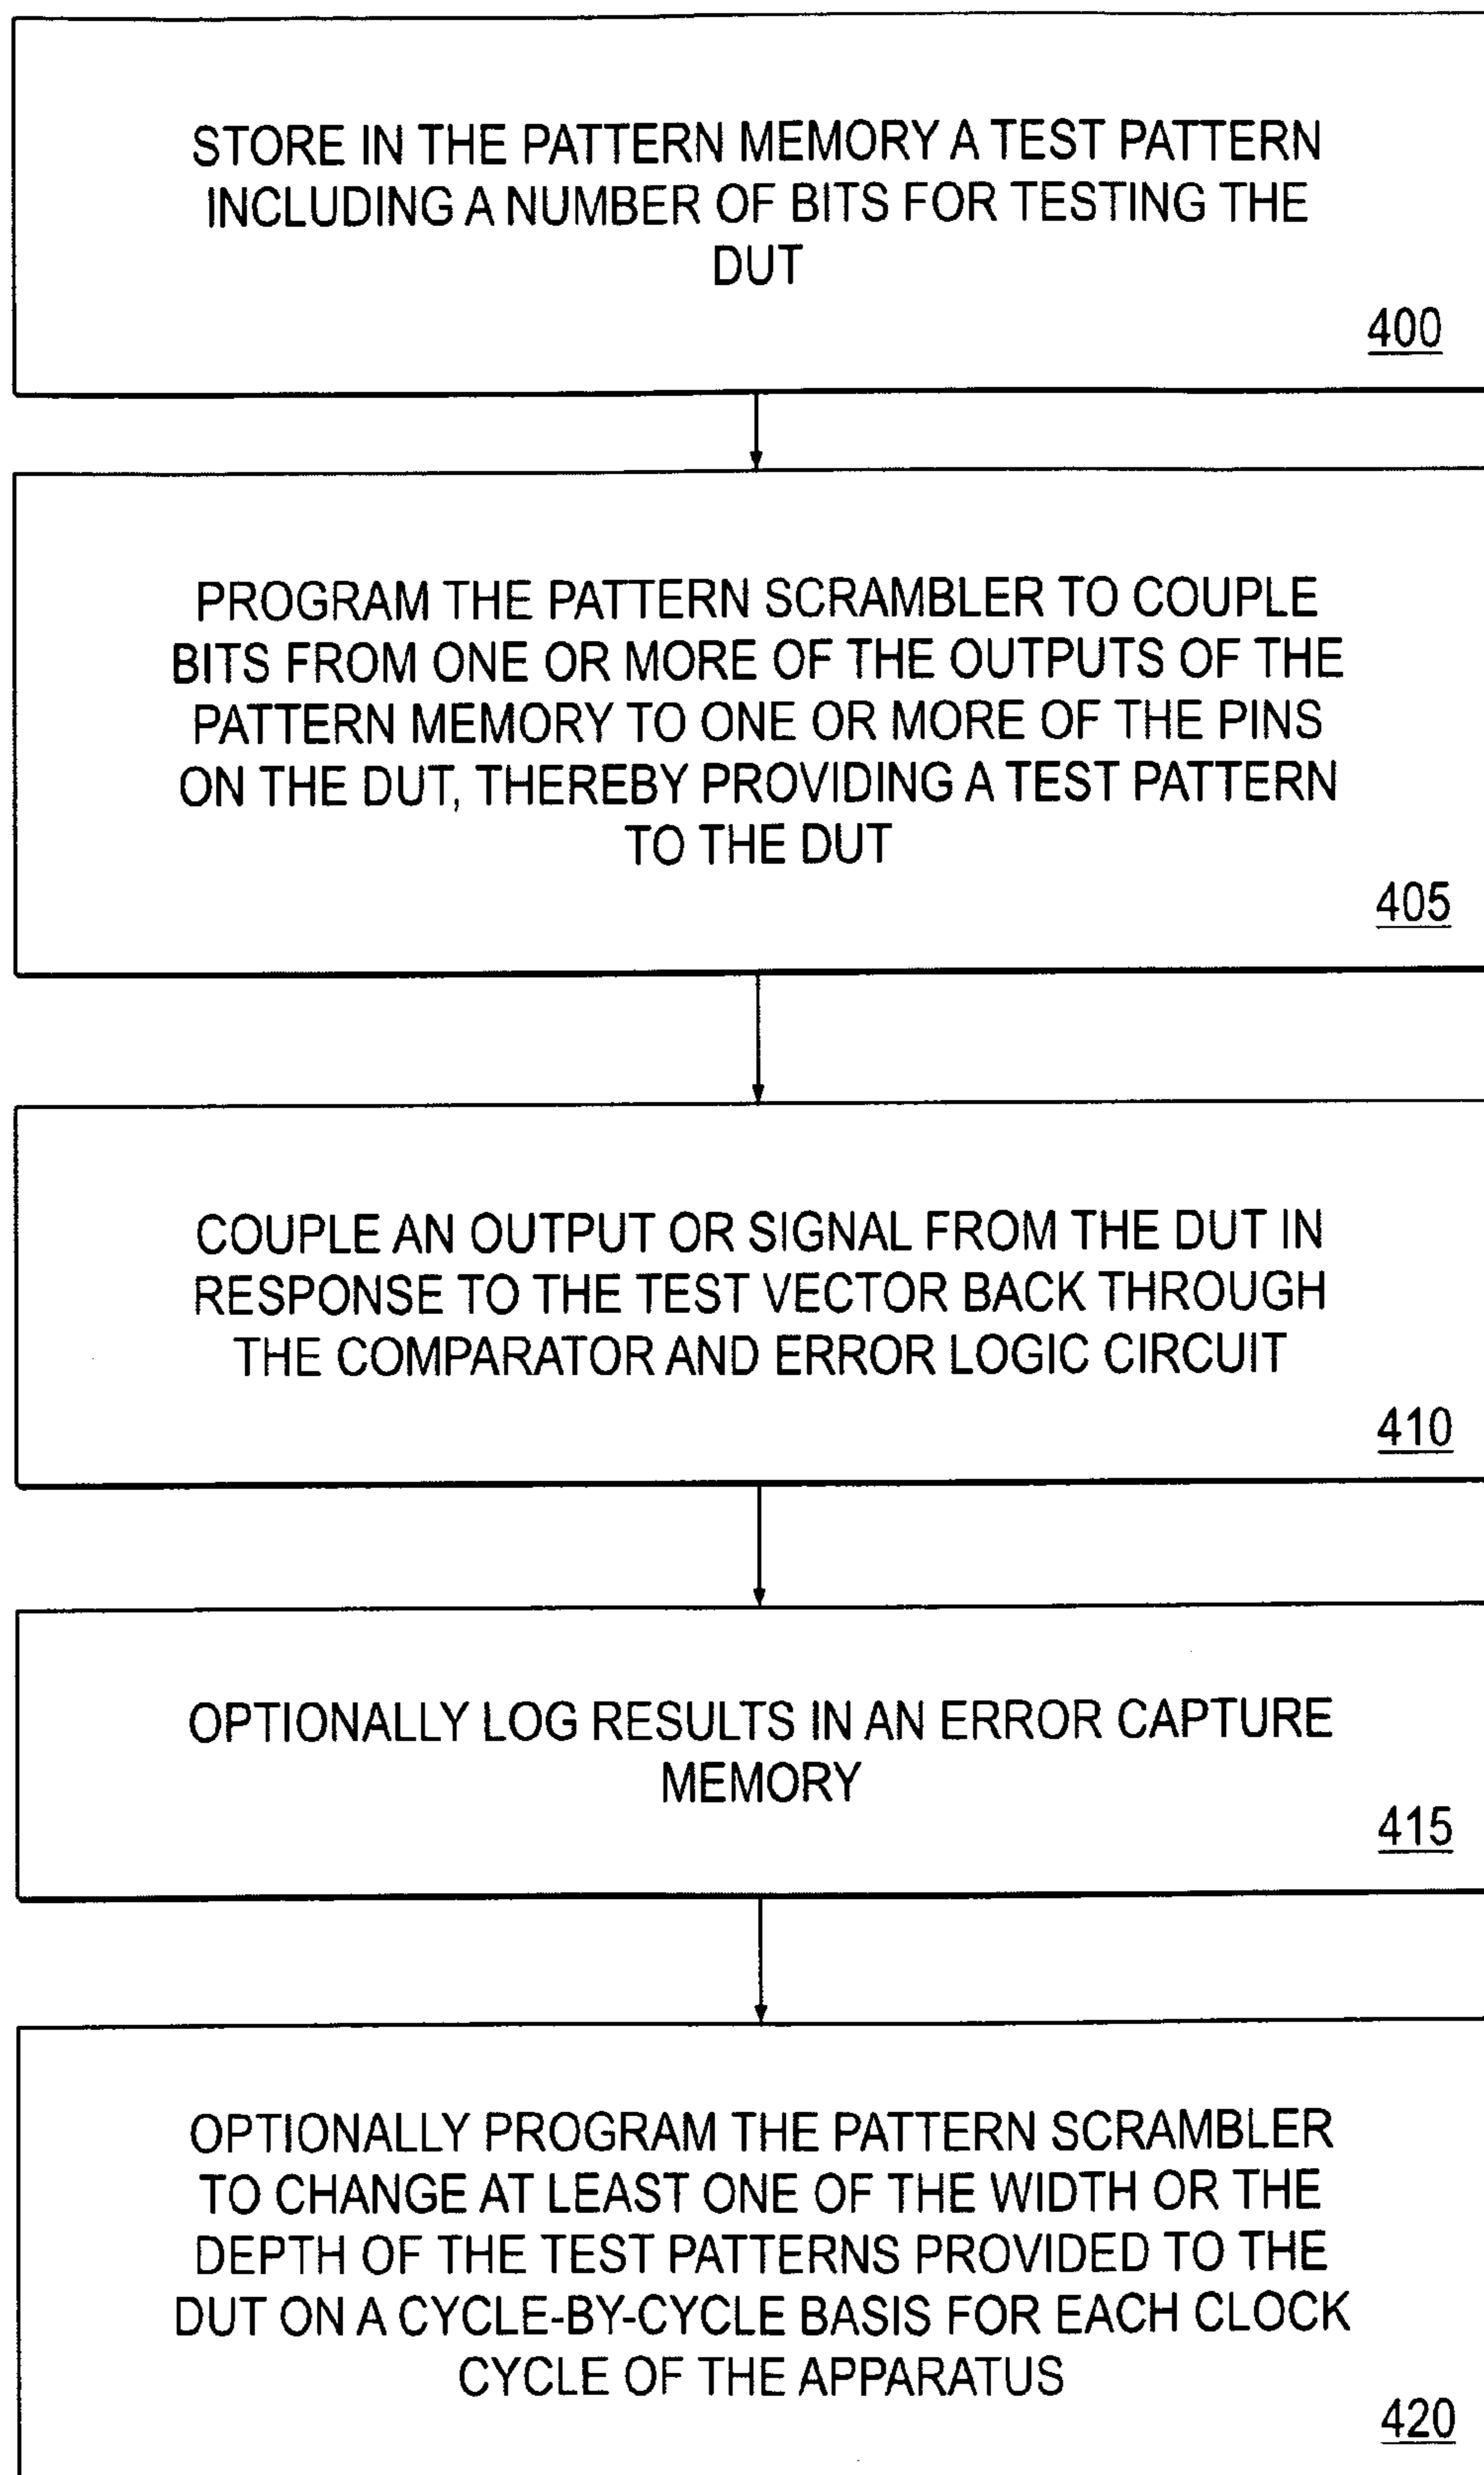 STORE IN THE PATTERN MEMORY A TEST PATTERN
INCLUDING A NUMBER OF BITS FOR TESTING THE
DUT
400
PROGRAM THE PATTERN SCRAMBLER TO COUPLE
BITS FROM ONE OR MORE OF THE OUTPUTS OF THE
PATTERN MEMORY TO ONE OR MORE OF THE PINS
ON THE DUT, THEREBY PROVIDING A TEST PATTERN
TO THE DUT
405
COUPLE AN OUTPUT OR SIGNAL FROM THE DUT IN
RESPONSE TO THE TEST VECTOR BACK THROUGH
THE COMPARATOR AND ERROR LOGIC CIRCUIT
410
OPTIONALLY LOG RESULTS IN AN ERROR CAPTURE
MEMORY
415
OPTIONALLY PROGRAM THE PATTERN SCRAMBLER
TO CHANGE AT LEAST ONE OF THE WIDTH OR THE
DEPTH OF THE TEST PATTERNS PROVIDED TO THE
DUT ON A CYCLE-BY-CYCLE BASIS FOR EACH CLOCK
CYCLE OF THE APPARATUS
420